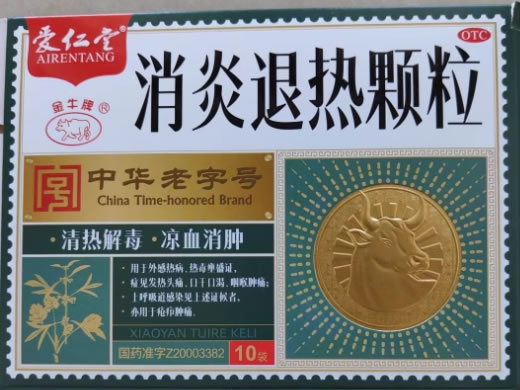 爱仁堂
AIRENTANG
OTC
消炎退热颗粒
金牛牌
®
中华老字号
China Time-honored Brand
·清热解毒·凉血消肿
·用于外感热病、热毒壅盛证,
症见发热头痛、口干口渴、咽喉肿痛;
·上呼吸道感染见上述证候者,
·亦用于疮疖肿痛。
XIAOYAN TUIRE KELI
国药准字Z20003382
10袋